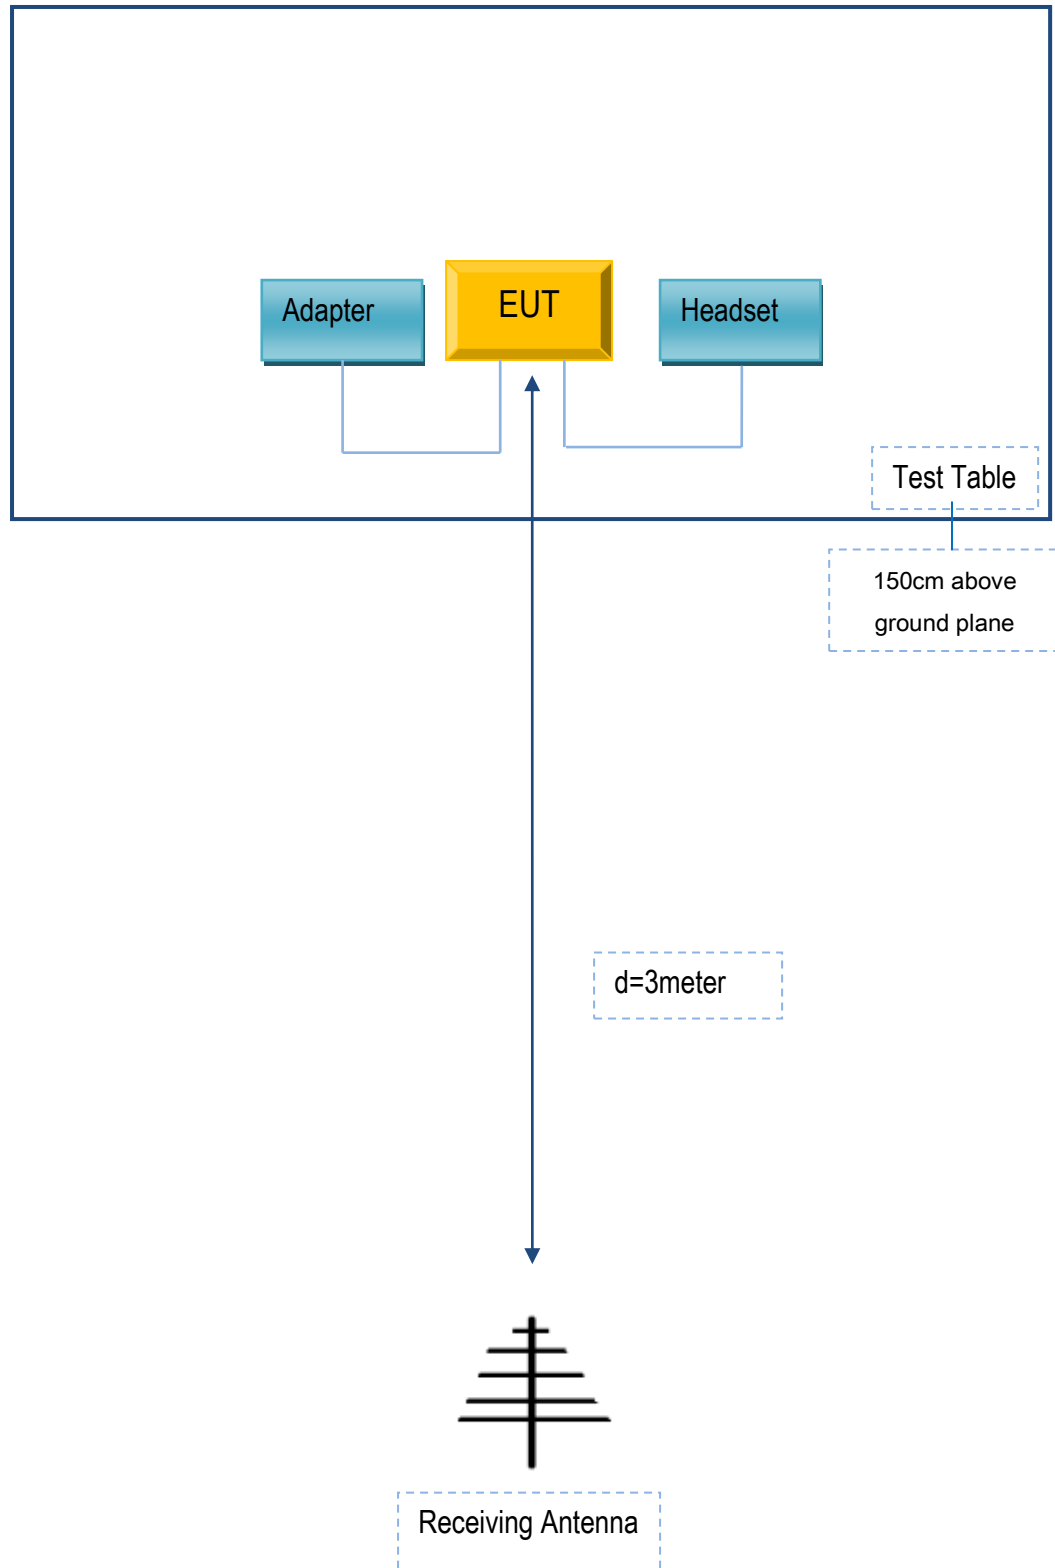 Adapter
EUT
Headset
Test Table
150cm above
ground plane
d=3meter
Receiving Antenna